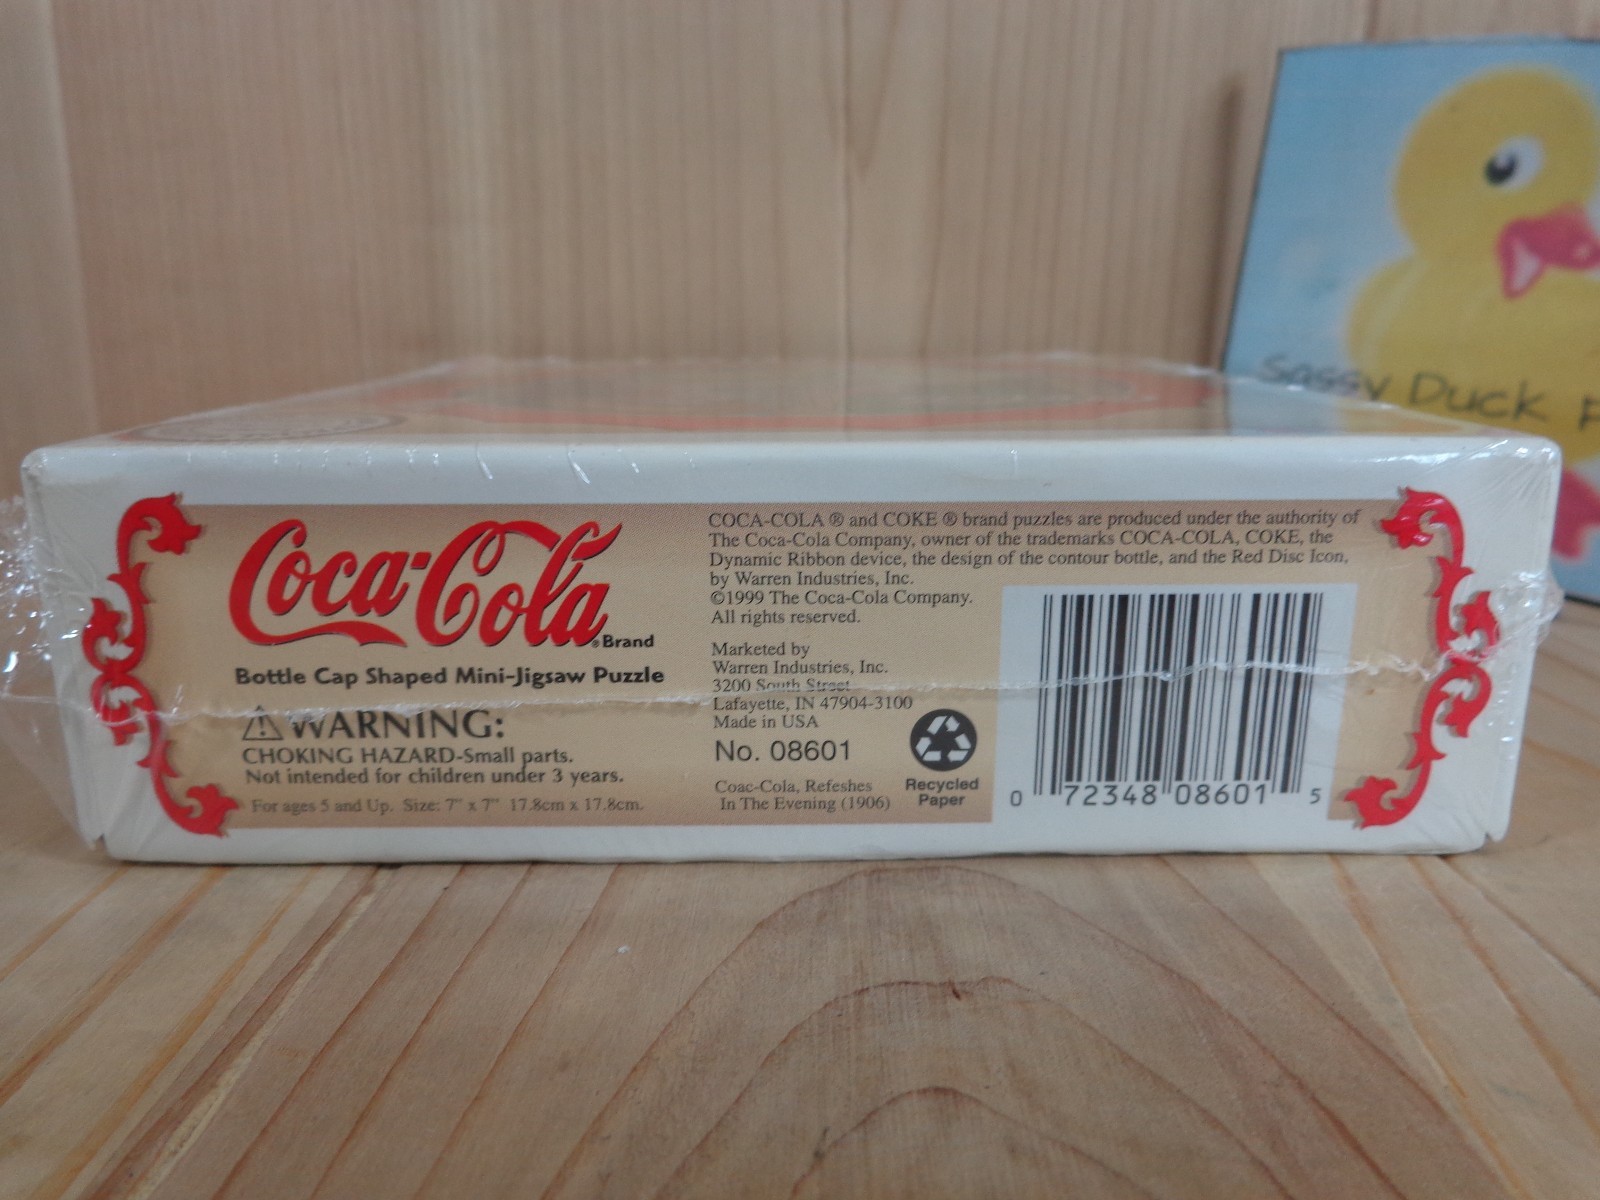 Sassy Duck
Coca-Cola
® Brand
Bottle Cap Shaped Mini-Jigsaw Puzzle
WARNING:
CHOKING HAZARD-Small parts.
Not intended for children under 3 years.
For ages 5 and Up. Size: 7" x 7" 17.8cm x 17.8cm.
COCA-COLA ® and COKE ® brand puzzles are produced under the authority of
The Coca-Cola Company, owner of the trademarks COCA-COLA, COKE, the
Dynamic Ribbon device, the design of the contour bottle, and the Red Disc Icon,
by Warren Industries, Inc.
©1999 The Coca-Cola Company.
All rights reserved.
Marketed by
Warren Industries, Inc.
3200 South Street
Lafayette, IN 47904-3100
Made in USA
No. 08601
Coac-Cola, Refeshes
In The Evening (1906)
Recycled
Paper
0 72348 08601 5